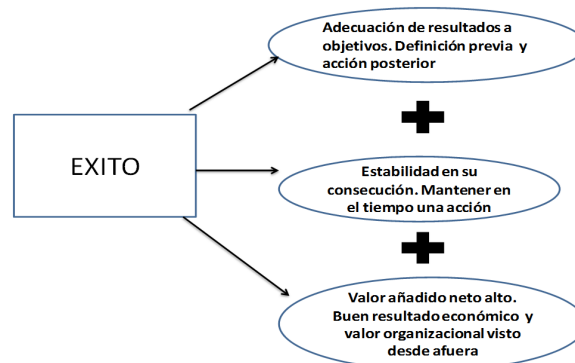 Adecuación de resultados a
objetivos. Definición previa y
acción posterior
EXITO
Estabilidad en su
consecución. Mantener en
el tiempo una acción
Valor añadido neto alto.
Buen resultado económico y
valor organizacional visto
desde afuera